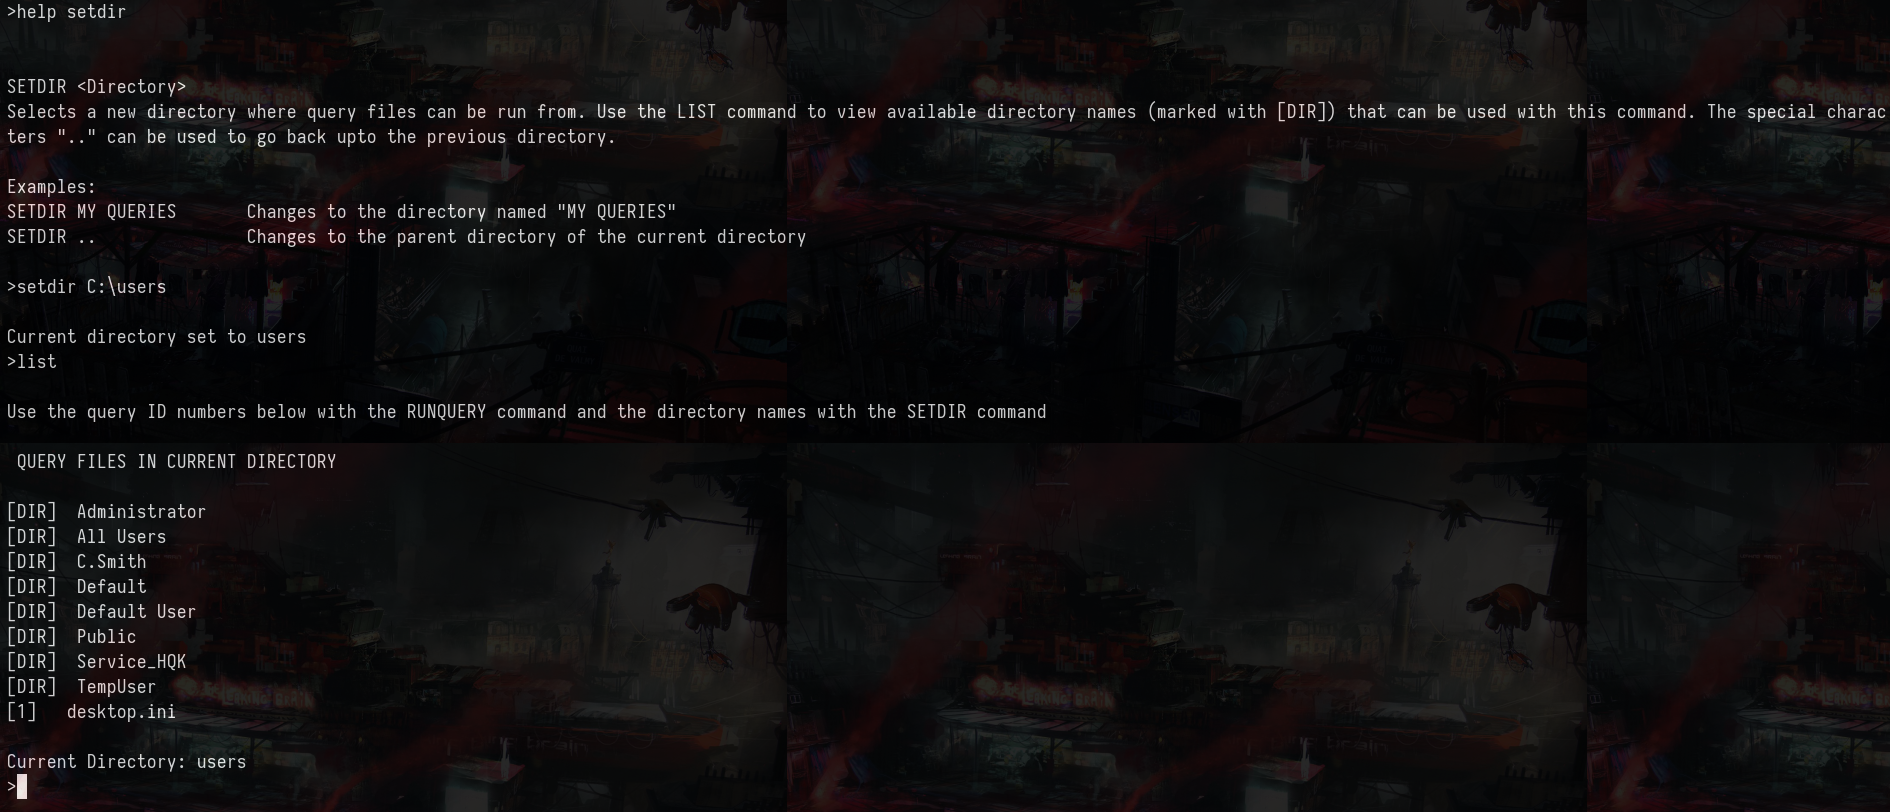 >help setdir
SETDIR <Directory>
Selects a new directory where query files can be run from. Use the LIST command to view available directory names (marked with [DIR]) that can be used with this command. The special charac
ters ".." can be used to go back upto the previous directory.
Examples:
SETDIR MY QUERIES       Changes to the directory named "MY QUERIES"
SETDIR ..               Changes to the parent directory of the current directory
>setdir C:\users
Current directory set to users
>list
Use the query ID numbers below with the RUNQUERY command and the directory names with the SETDIR command
 QUERY FILES IN CURRENT DIRECTORY
[DIR]  Administrator
[DIR]  All Users
[DIR]  C.Smith
[DIR]  Default
[DIR]  Default User
[DIR]  Public
[DIR]  Service_HQK
[DIR]  TempUser
[1]   desktop.ini
Current Directory: users
>